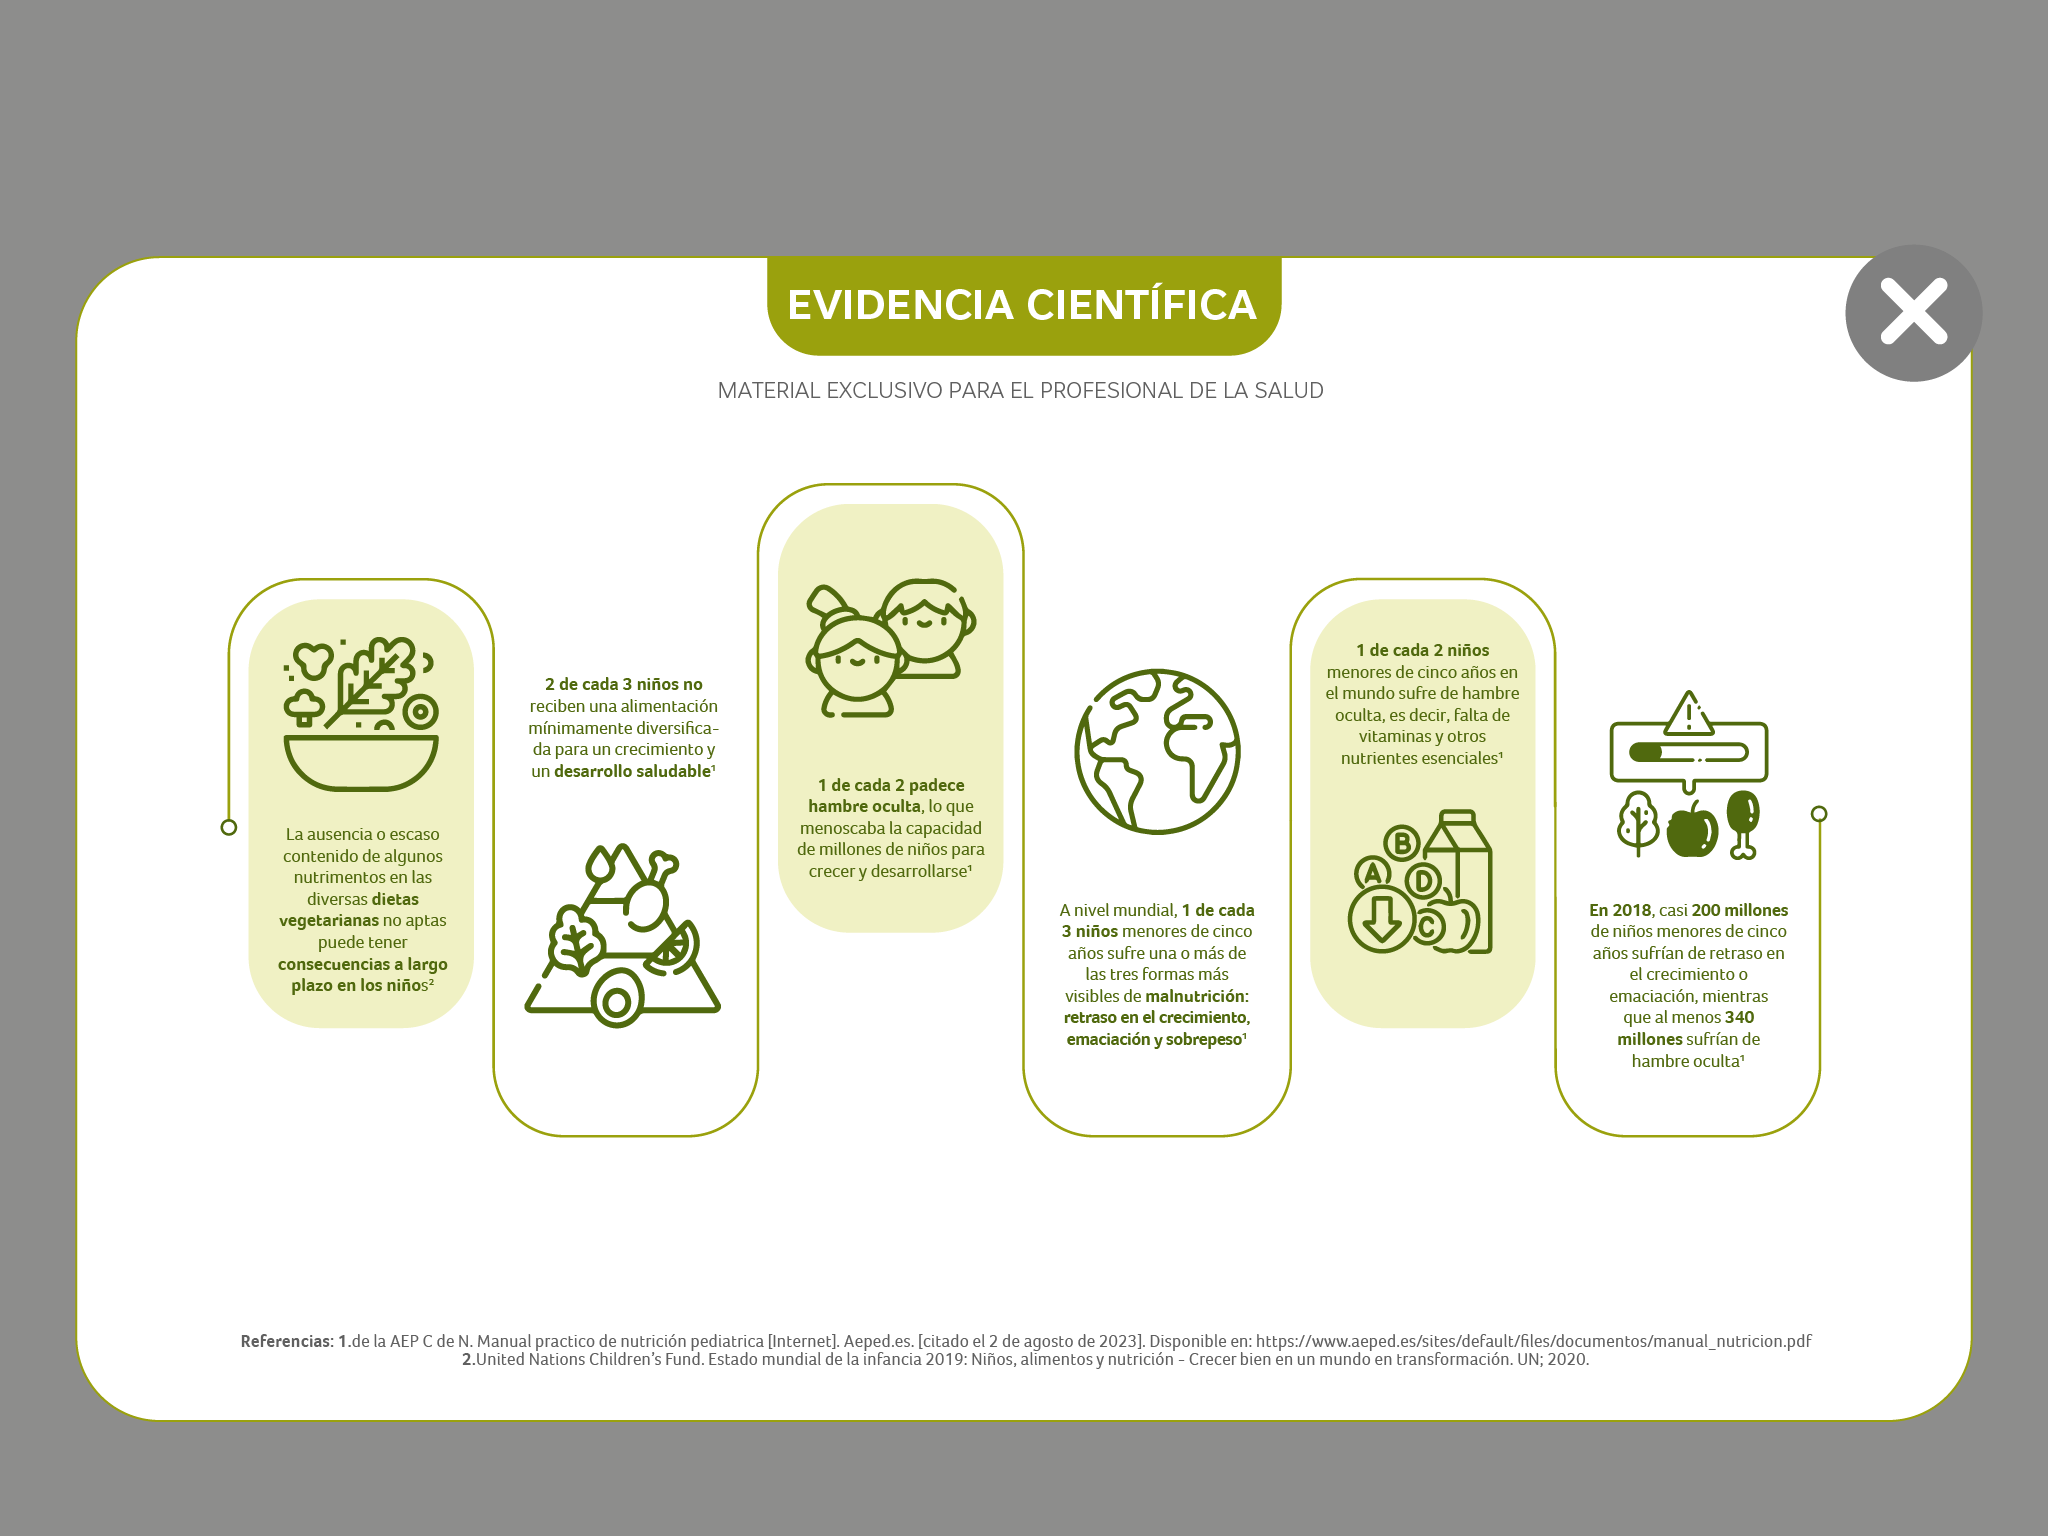 EVIDENCIA CIENTÍFICA
MATERIAL EXCLUSIVO PARA EL PROFESIONAL DE LA SALUD
La ausencia o escaso
contenido de algunos
nutrimentos en las
diversas dietas
vegetarianas no aptas
puede tener
consecuencias a largo
plazo en los niños²
2 de cada 3 niños no
reciben una alimentación
mínimamente diversifica-
da para un crecimiento y
un desarrollo saludable¹
1 de cada 2 padece
hambre oculta, lo que
menoscaba la capacidad
de millones de niños para
crecer y desarrollarse¹
A nivel mundial, 1 de cada
3 niños menores de cinco
años sufre una o más de
las tres formas más
visibles de malnutrición:
retraso en el crecimiento,
emaciación y sobrepeso¹
1 de cada 2 niños
menores de cinco años en
el mundo sufre de hambre
oculta, es decir, falta de
vitaminas y otros
nutrientes esenciales¹
B
A
D
C
En 2018, casi 200 millones
de niños menores de cinco
años sufrían de retraso en
el crecimiento o
emaciación, mientras
que al menos 340
millones sufrían de
hambre oculta¹
Referencias: 1.de la AEP C de N. Manual practico de nutrición pediatrica [Internet]. Aeped.es. [citado el 2 de agosto de 2023]. Disponible en: https://www.aeped.es/sites/default/files/documentos/manual_nutricion.pdf
2.United Nations Children's Fund. Estado mundial de la infancia 2019: Niños, alimentos y nutrición - Crecer bien en un mundo en transformación. UN; 2020.